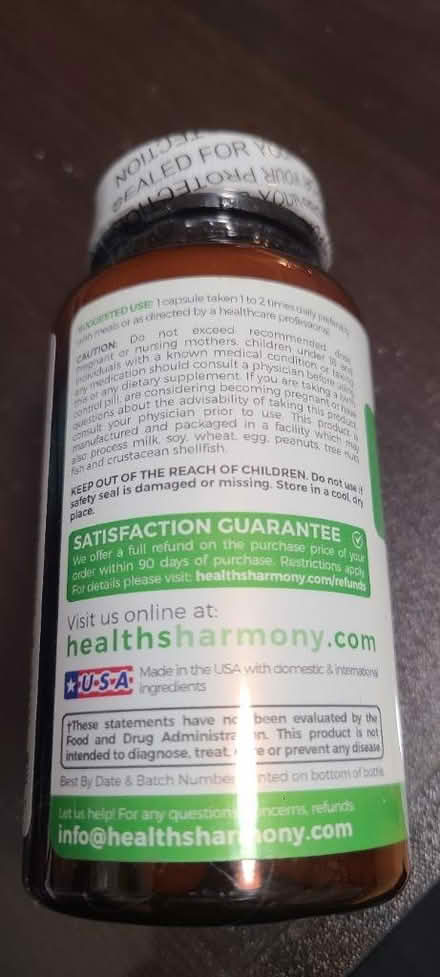 NOTICE
SEALED FOR YOUR PROTECTION
SUGGESTED USE: 1 capsule taken 1 to 2 times daily preferably
with meals or as directed by a healthcare professional.
CAUTION: Do not exceed recommended dose.
Pregnant or nursing mothers, children under 18 and
individuals with a known medical condition or taking
any medication should consult a physician before using
this or any dietary supplement. If you are taking a birth
control pill, are considering becoming pregnant or have
questions about the advisability of taking this product,
consult your physician prior to use. This product is
manufactured and packaged in a facility which may
also process milk, soy, wheat, egg, peanuts, tree nuts,
fish and crustacean shellfish.
KEEP OUT OF THE REACH OF CHILDREN. Do not use if
safety seal is damaged or missing. Store in a cool, dry
place.
SATISFACTION GUARANTEE
We offer a full refund on the purchase price of your
order within 90 days of purchase. Restrictions apply.
For details please visit: healthsharmony.com/refunds
Visit us online at:
healthsharmony.com
U.S.A. Made in the USA with domestic & international
ingredients
†These statements have not been evaluated by the
Food and Drug Administration. This product is not
intended to diagnose, treat, cure or prevent any disease.
Best By Date & Batch Number printed on bottom of bottle
Let us help! For any questions, concerns, refunds
info@healthsharmony.com